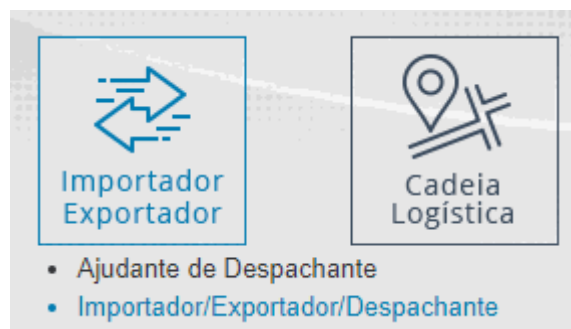 Importador
Exportador
Cadeia
Logística
Ajudante de Despachante
Importador/Exportador/Despachante